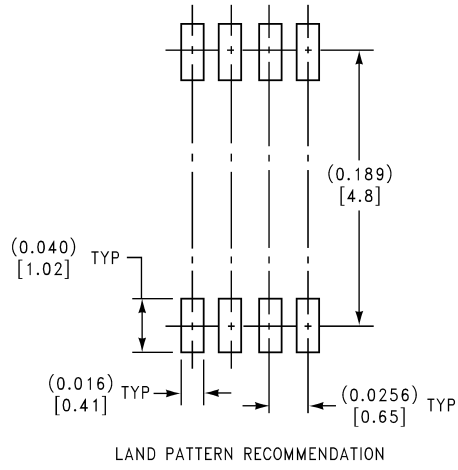 (0.189)
[4.8]
(0.040)
[1.02]
TYP
(0.016)
[0.41]
TYP
(0.0256)
[0.65]
TYP
LAND PATTERN RECOMMENDATION